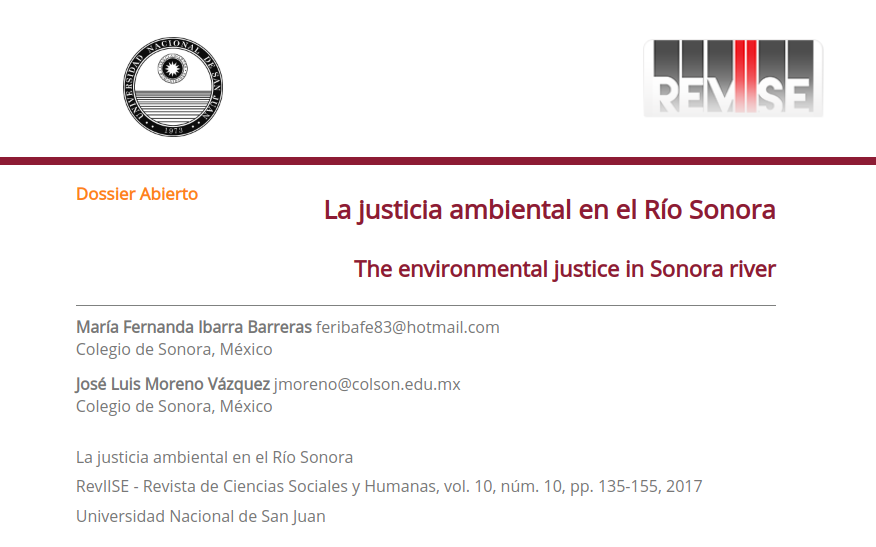 UNIVERSIDAD NACIONAL DE SAN JUAN
1973
REVIISE
Dossier Abierto
La justicia ambiental en el Río Sonora
The environmental justice in Sonora river
María Fernanda Ibarra Barreras feribafe83@hotmail.com
Colegio de Sonora, México
José Luis Moreno Vázquez jmoreno@colson.edu.mx
Colegio de Sonora, México
La justicia ambiental en el Río Sonora
RevIISE - Revista de Ciencias Sociales y Humanas, vol. 10, núm. 10, pp. 135-155, 2017
Universidad Nacional de San Juan